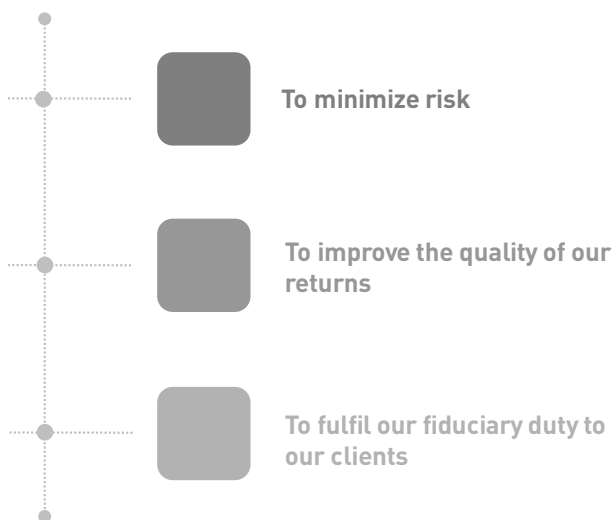 To minimize risk
To improve the quality of our
returns
To fulfil our fiduciary duty to
our clients